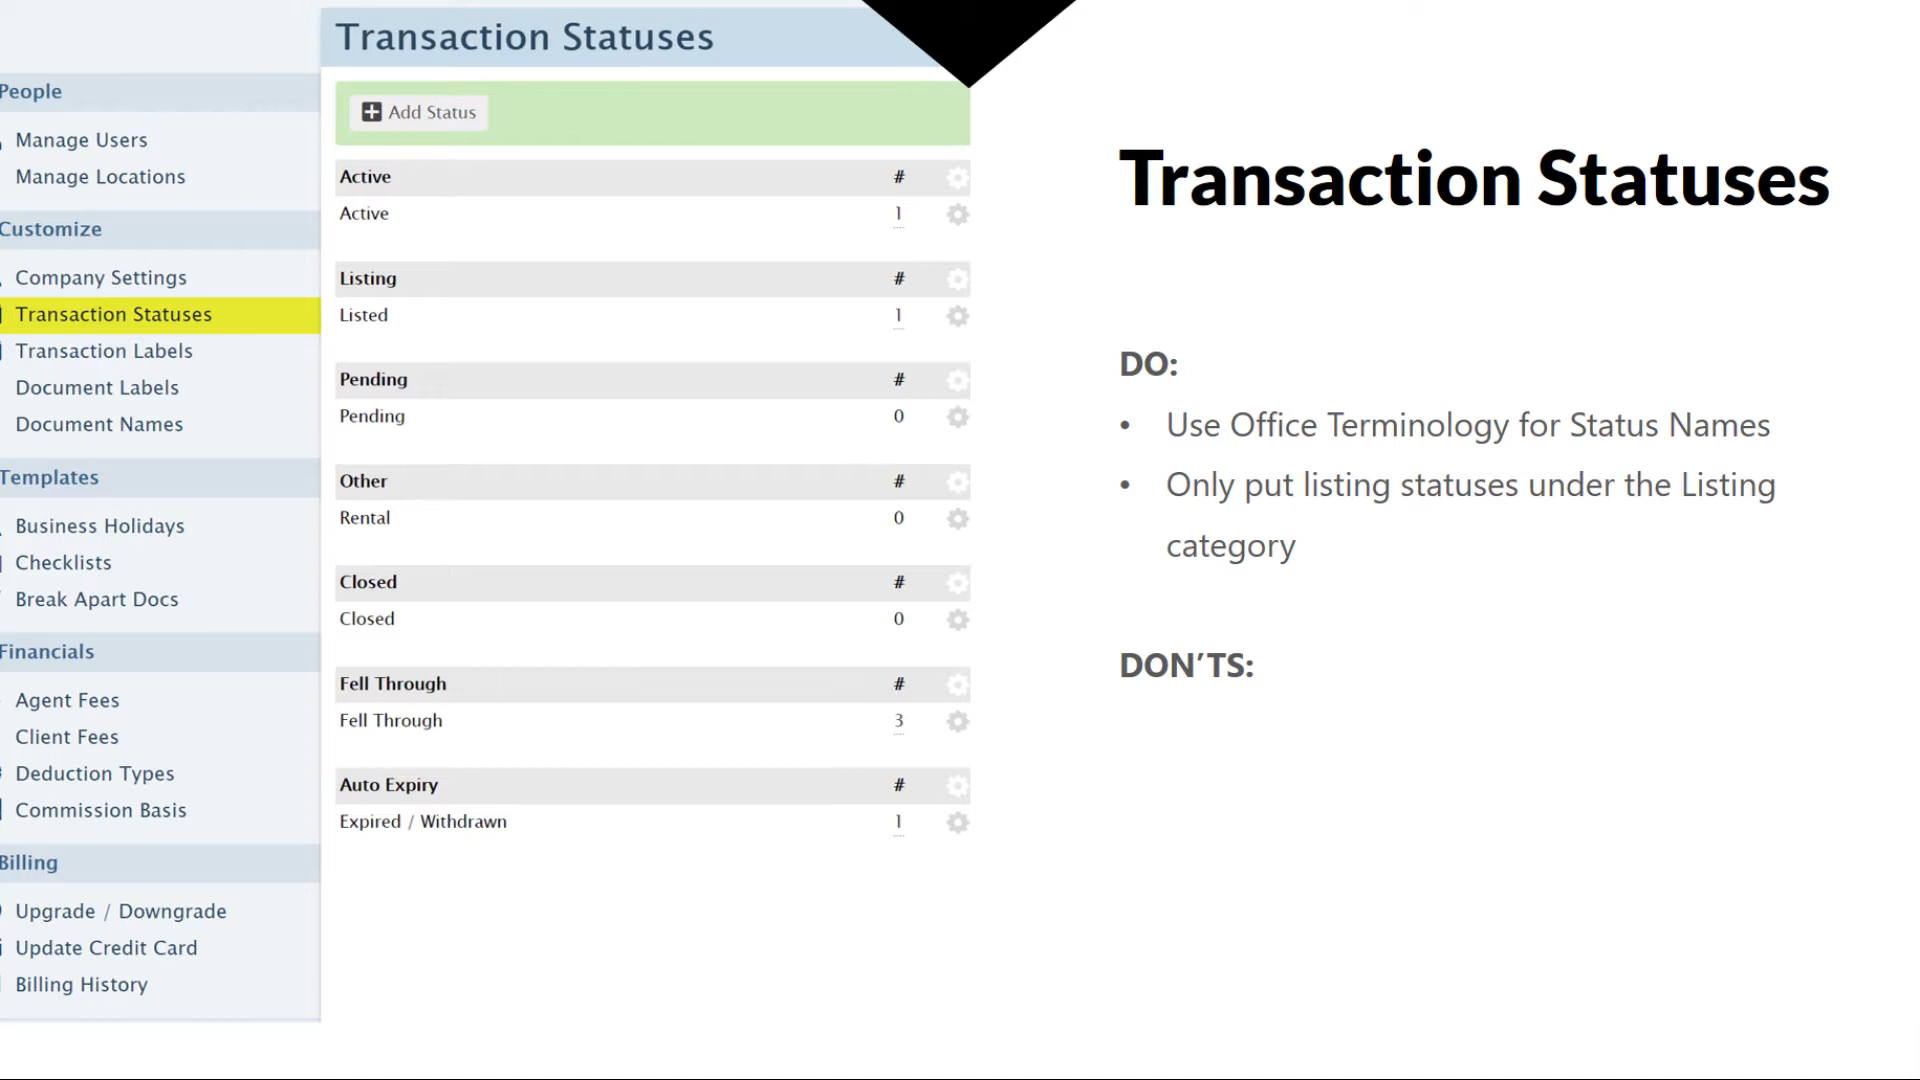 People
Manage Users
Manage Locations
Customize
Company Settings
Transaction Statuses
Transaction Labels
Document Labels
Document Names
Templates
Business Holidays
Checklists
Break Apart Docs
Financials
Agent Fees
Client Fees
Deduction Types
Commission Basis
Billing
Upgrade / Downgrade
Update Credit Card
Billing History
Transaction Statuses
Add Status
Active #
Active 1
Listing #
Listed 1
Pending #
Pending 0
Other #
Rental 0
Closed #
Closed 0
Fell Through #
Fell Through 3
Auto Expiry #
Expired / Withdrawn 1
Transaction Statuses
DO:
• Use Office Terminology for Status Names
• Only put listing statuses under the Listing
category
DON’TS: